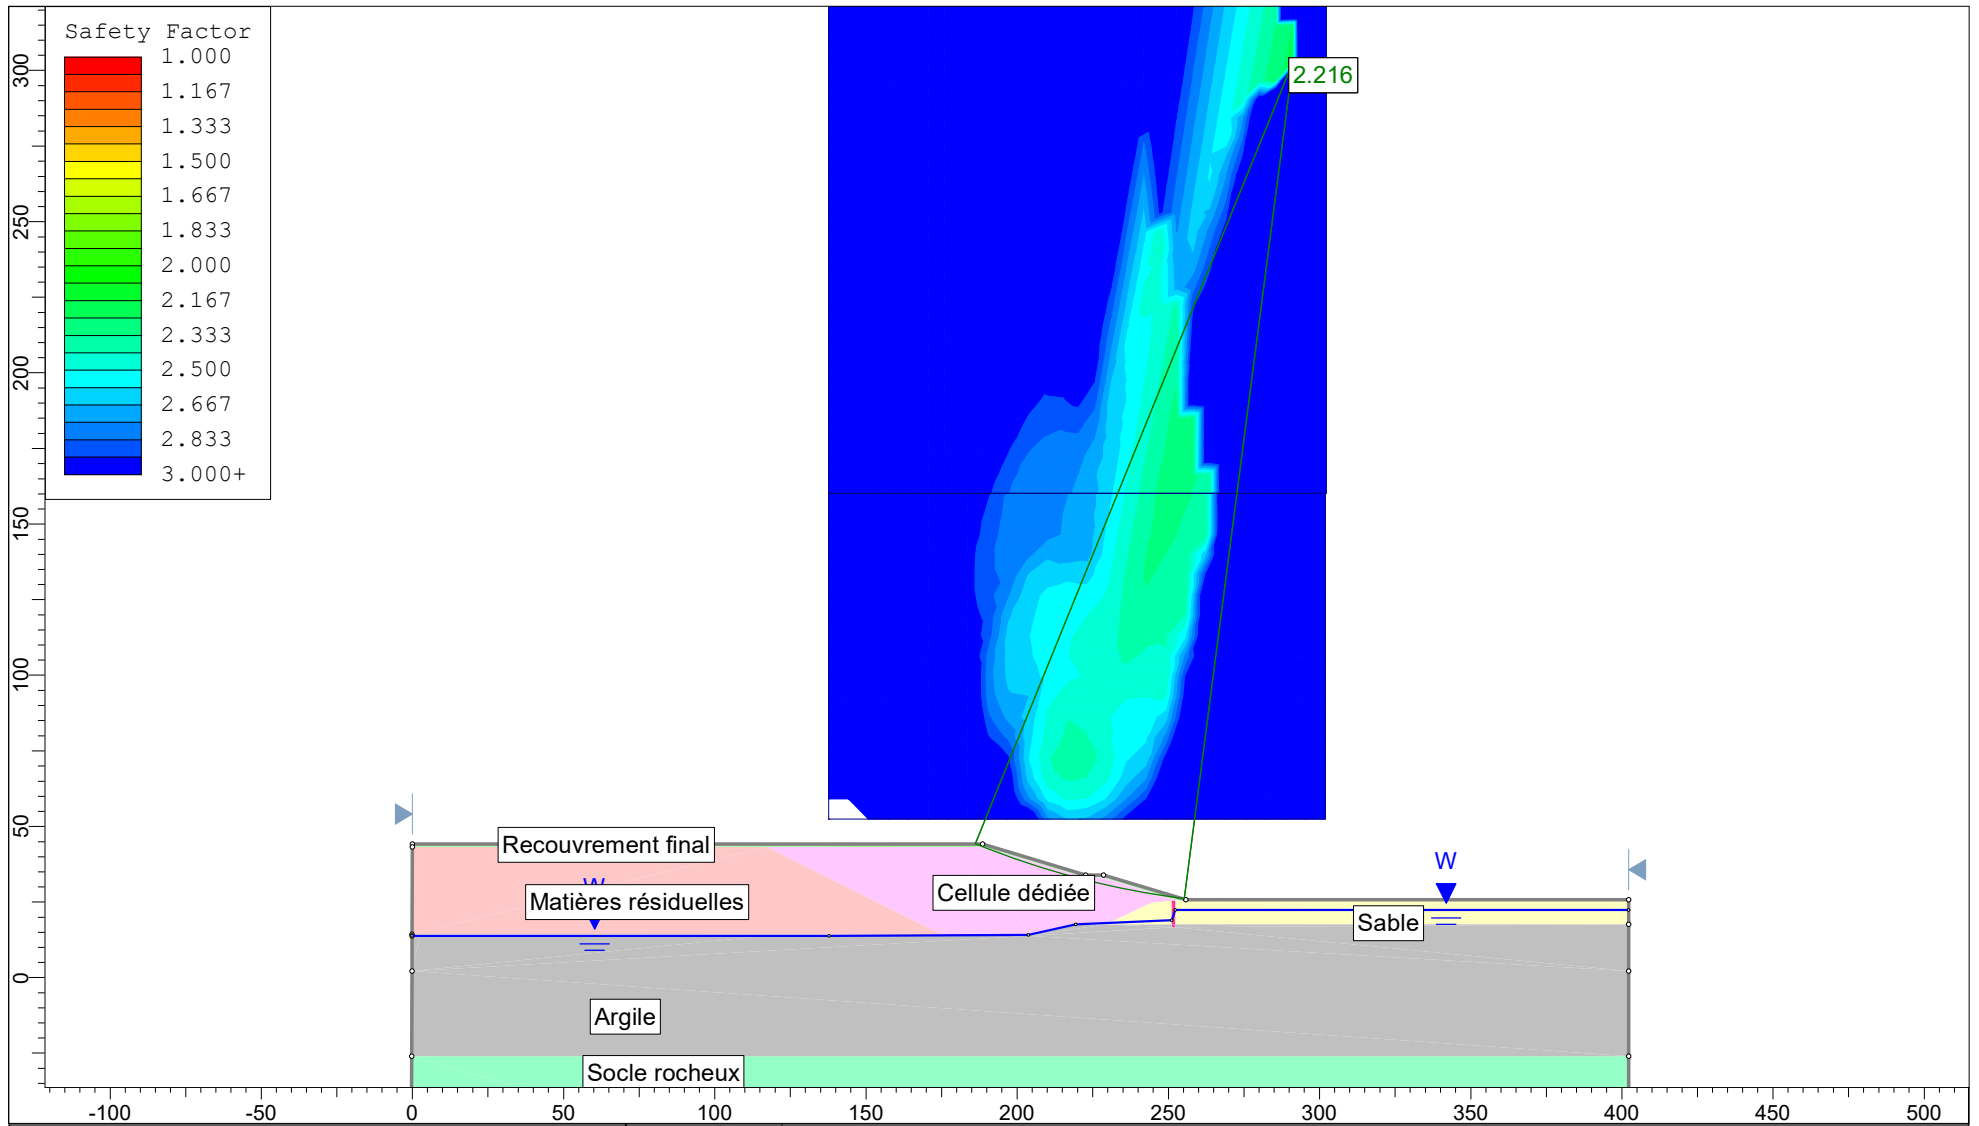 Safety Factor
1.000
1.167
1.333
1.500
1.667
1.833
2.000
2.167
2.333
2.500
2.667
2.833
3.000+
2.216
300
250
200
150
100
50
0
W
W
Recouvrement final
Matières résiduelles
Cellule dédiée
Sable
Argile
Socle rocheux
-100 -50 0 50 100 150 200 250 300 350 400 450 500